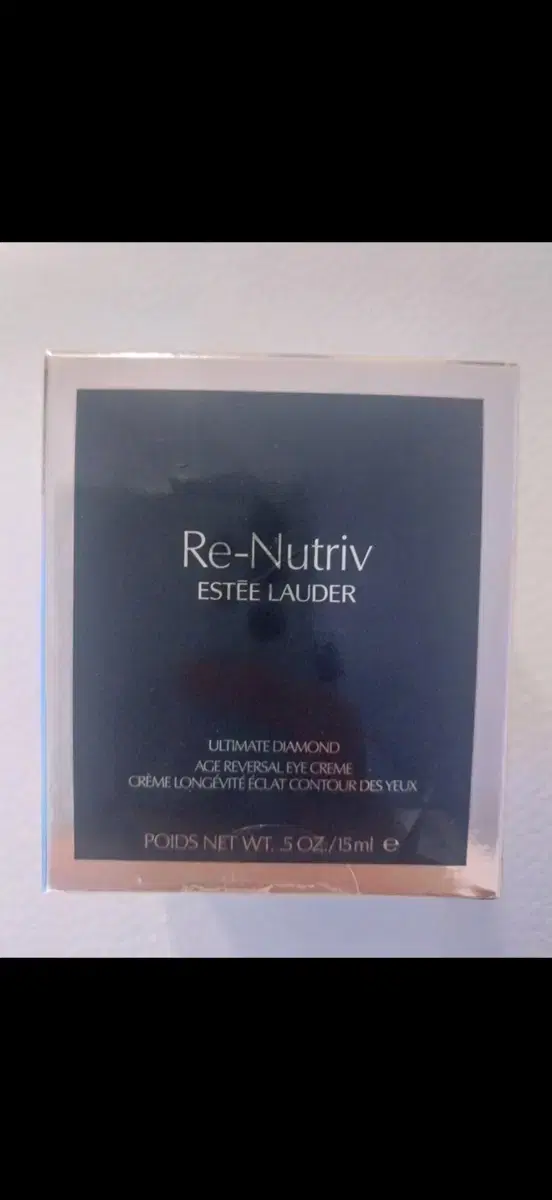 Re-Nutriv
ESTĒE LAUDER
ULTIMATE DIAMOND
AGE REVERSAL EYE CREME
CRÈME LONGÉVITÉ ÉCLAT CONTOUR DES YEUX
POIDS NET WT. .5 OZ./15ml ℮